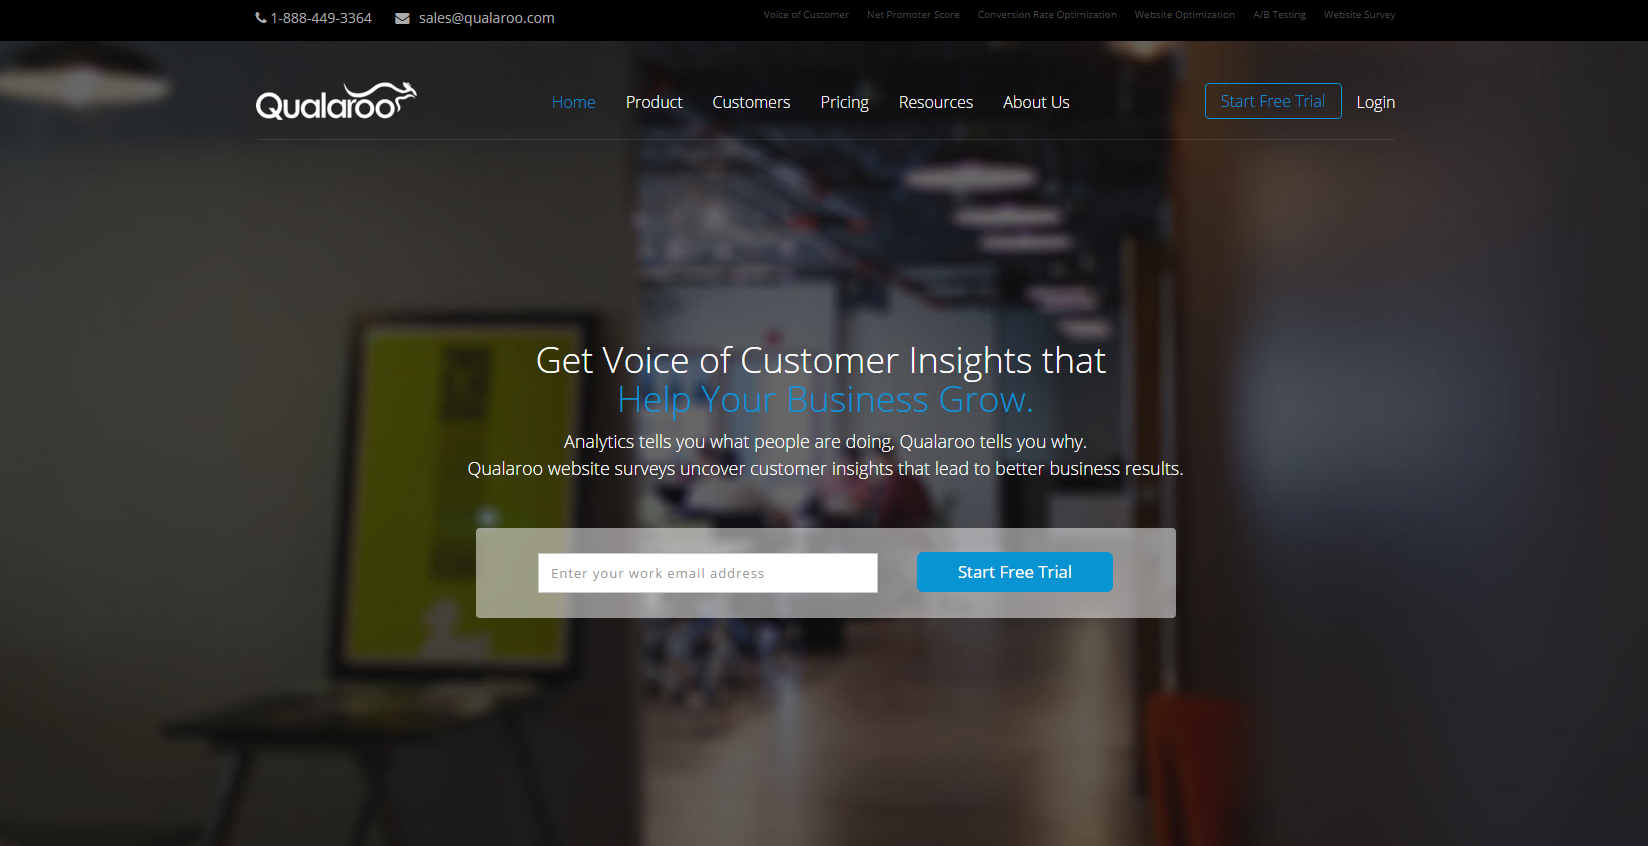 1-888-449-3364 sales@qualaroo.com Voice of Customer Net Promoter Score Conversion Rate Optimization Website Optimization A/B Testing Website Survey
Qualaroo Home Product Customers Pricing Resources About Us Start Free Trial Login
Get Voice of Customer Insights that
Help Your Business Grow.
Analytics tells you what people are doing, Qualaroo tells you why.
Qualaroo website surveys uncover customer insights that lead to better business results.
Enter your work email address Start Free Trial